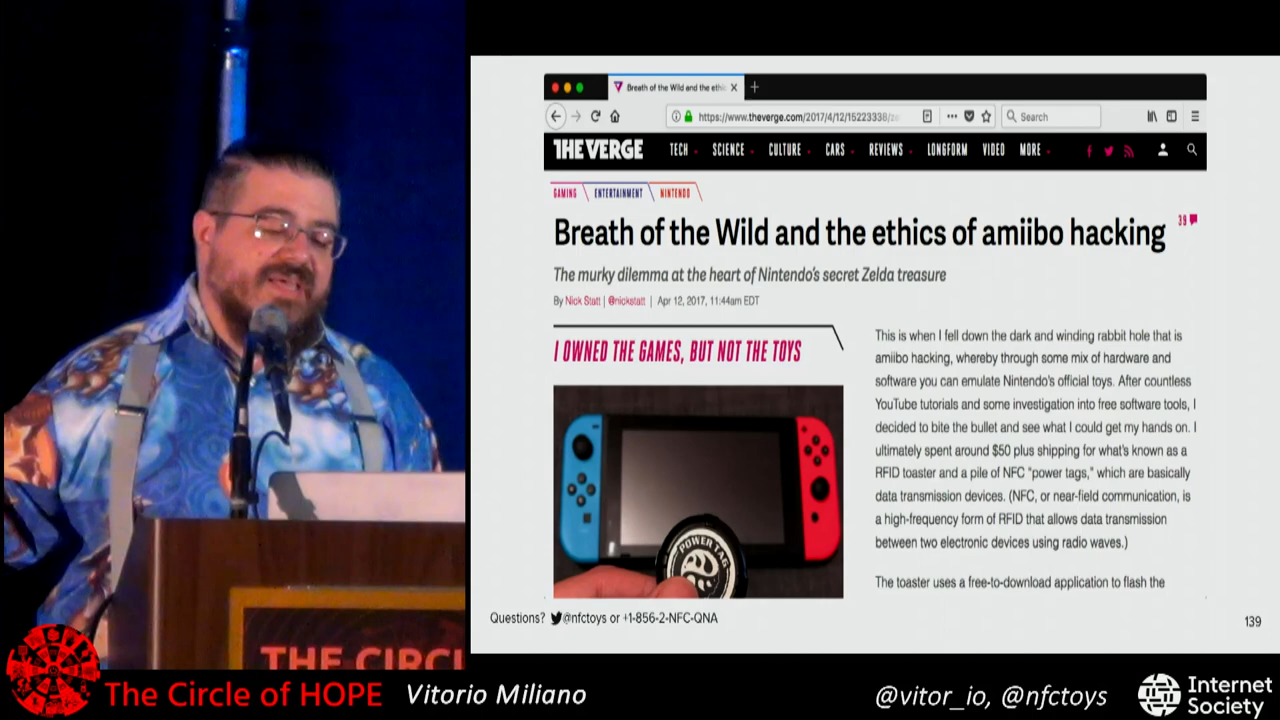 Breath of the Wild and the ethic
https://www.theverge.com/2017/4/12/15223338/ze
Search
THE VERGE
TECH SCIENCE CULTURE CARS REVIEWS LONGFORM VIDEO MORE
GAMING ENTERTAINMENT NINTENDO
Breath of the Wild and the ethics of amiibo hacking
39
The murky dilemma at the heart of Nintendo's secret Zelda treasure
By Nick Statt | @nickstatt | Apr 12, 2017, 11:44am EDT
I OWNED THE GAMES, BUT NOT THE TOYS
POWER TAG
This is when I fell down the dark and winding rabbit hole that is
amiibo hacking, whereby through some mix of hardware and
software you can emulate Nintendo's official toys. After countless
YouTube tutorials and some investigation into free software tools, I
decided to bite the bullet and see what I could get my hands on. I
ultimately spent around $50 plus shipping for what's known as a
RFID toaster and a pile of NFC "power tags," which are basically
data transmission devices. (NFC, or near-field communication, is
a high-frequency form of RFID that allows data transmission
between two electronic devices using radio waves.)
The toaster uses a free-to-download application to flash the
Questions? @nfctoys or +1-856-2-NFC-QNA
139
THE CIRCL
The Circle of HOPE
Vitorio Miliano
@vitor_io, @nfctoys
Internet
Society